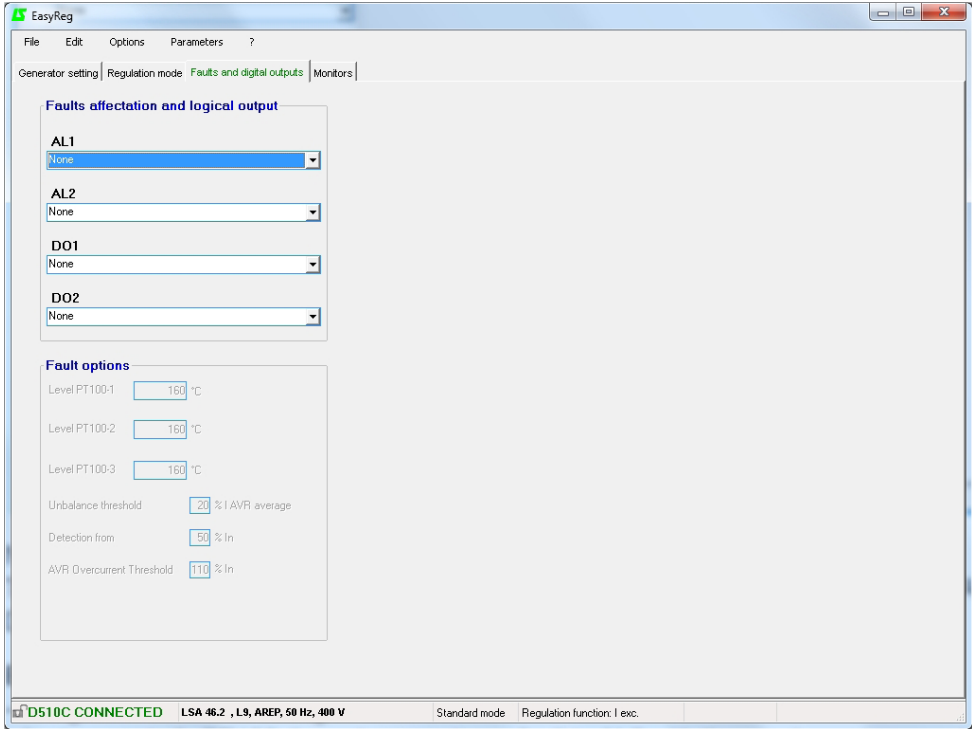 EasyReg
File Edit Options Parameters ?
Generator setting Regulation mode Faults and digital outputs Monitors
Faults affectation and logical output
AL1
None
AL2
None
DO1
None
DO2
None
Fault options
Level PT100-1 160 °C
Level PT100-2 160 °C
Level PT100-3 160 °C
Unbalance threshold 20 % I AVR average
Detection from 50 % In
AVR Overcurrent Threshold 110 % In
D510C CONNECTED LSA 46.2 , L9, AREP, 50 Hz, 400 V Standard mode Regulation function: I exc.